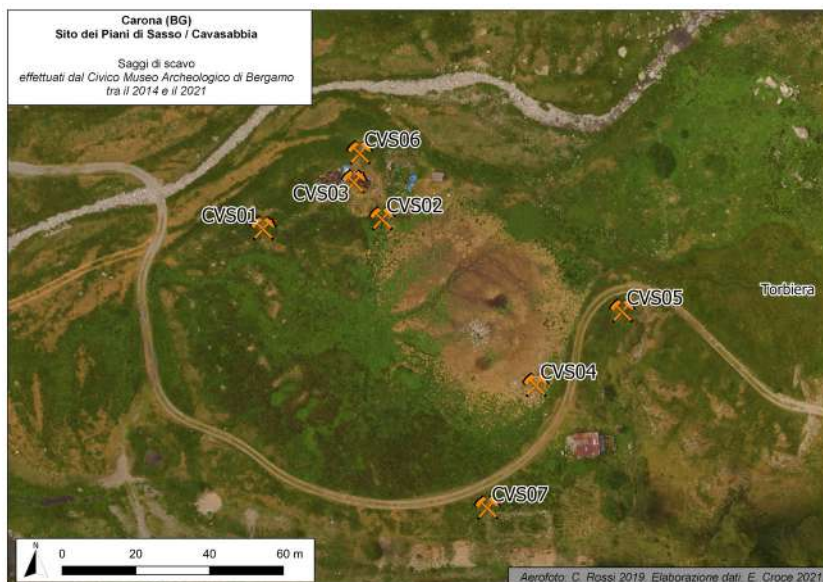 Carona (BG)
Sito dei Piani di Sasso / Cavasabbia
Saggi di scavo
effettuati dal Civico Museo Archeologico di Bergamo
tra il 2014 e il 2021
CVS06
CVS03
CVS01
CVS02
CVS05
Torbiera
CVS04
CVS07
N
0 20 40 60 m
Aerofoto: C. Rossi 2019. Elaborazione dati: E. Croce 2021